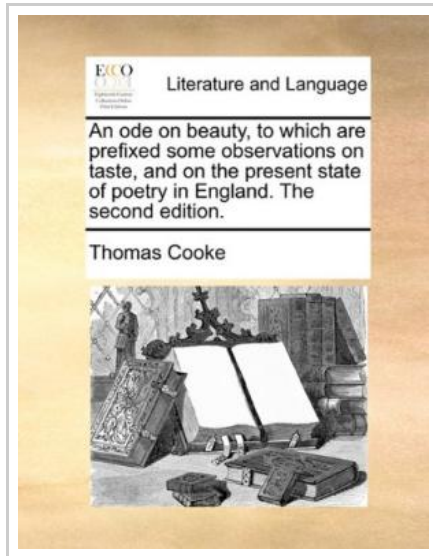 ECCO
Literature and Language
An ode on beauty, to which are
prefixed some observations on
taste, and on the present state
of poetry in England. The
second edition.
Thomas Cooke